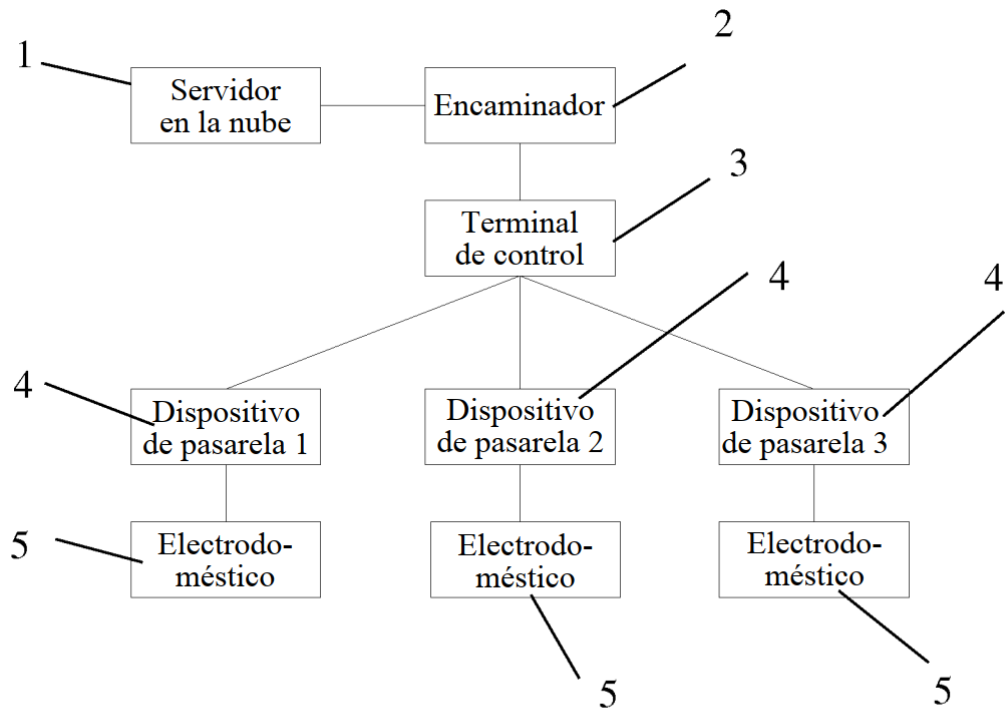 1
2
Servidor
en la nube
Encaminador
3
Terminal
de control
4
4
4
Dispositivo
de pasarela 1
Dispositivo
de pasarela 2
Dispositivo
de pasarela 3
5
Electrodo-
méstico
Electrodo-
méstico
Electrodo-
méstico
5
5